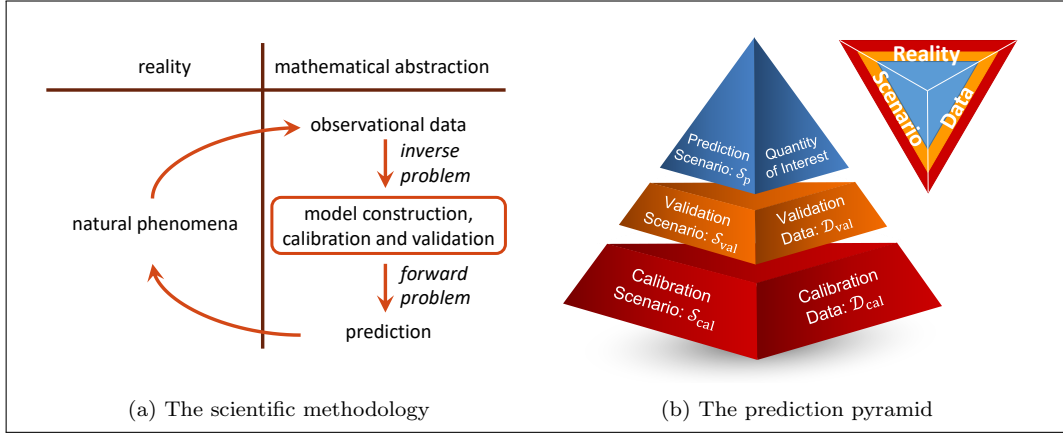 reality
mathematical abstraction
observational data
inverse
problem
natural phenomena
model construction,
calibration and validation
forward
problem
prediction
(a) The scientific methodology
Prediction
Scenario: 𝒮p
Quantity
of Interest
Validation
Scenario: 𝒮val
Validation
Data: 𝒟val
Calibration
Scenario: 𝒮cal
Calibration
Data: 𝒟cal
Reality
Scenario
Data
(b) The prediction pyramid